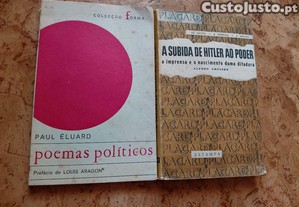 CustoJusto.pt
COLECÇÃO FORMA
PAUL ÉLUARD
poemas políticos
Prefácio de LOUIS ARAGON
A SUBIDA DE HITLER AO PODER
a imprensa e o nascimento duma ditadura
ESTAMPA